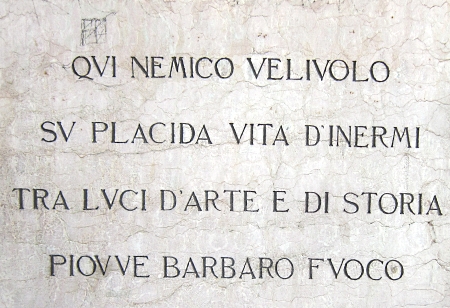 QVI NEMICO VELIVOLO
SV PLACIDA VITA D'INERMI
TRA LVCI D'ARTE E DI STORIA
PIOVVE BARBARO FVOCO